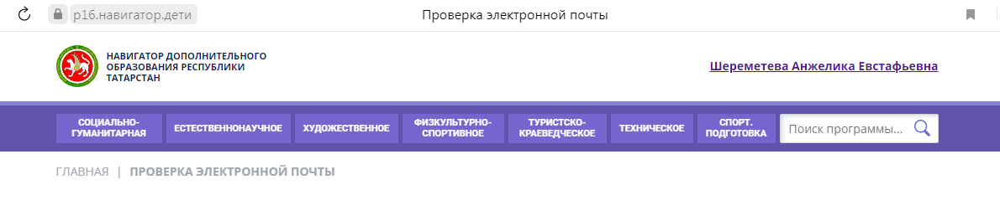 р16.навигатор.дети
Проверка электронной почты
НАВИГАТОР ДОПОЛНИТЕЛЬНОГО
ОБРАЗОВАНИЯ РЕСПУБЛИКИ
ТАТАРСТАН
Шереметева Анжелика Евстафьевна
СОЦИАЛЬНО-
ГУМАНИТАРНАЯ
ЕСТЕСТВЕННОНАУЧНОЕ
ХУДОЖЕСТВЕННОЕ
ФИЗКУЛЬТУРНО-
СПОРТИВНОЕ
ТУРИСТСКО-
КРАЕВЕДЧЕСКОЕ
ТЕХНИЧЕСКОЕ
СПОРТ.
ПОДГОТОВКА
Поиск программы...
ГЛАВНАЯ | ПРОВЕРКА ЭЛЕКТРОННОЙ ПОЧТЫ